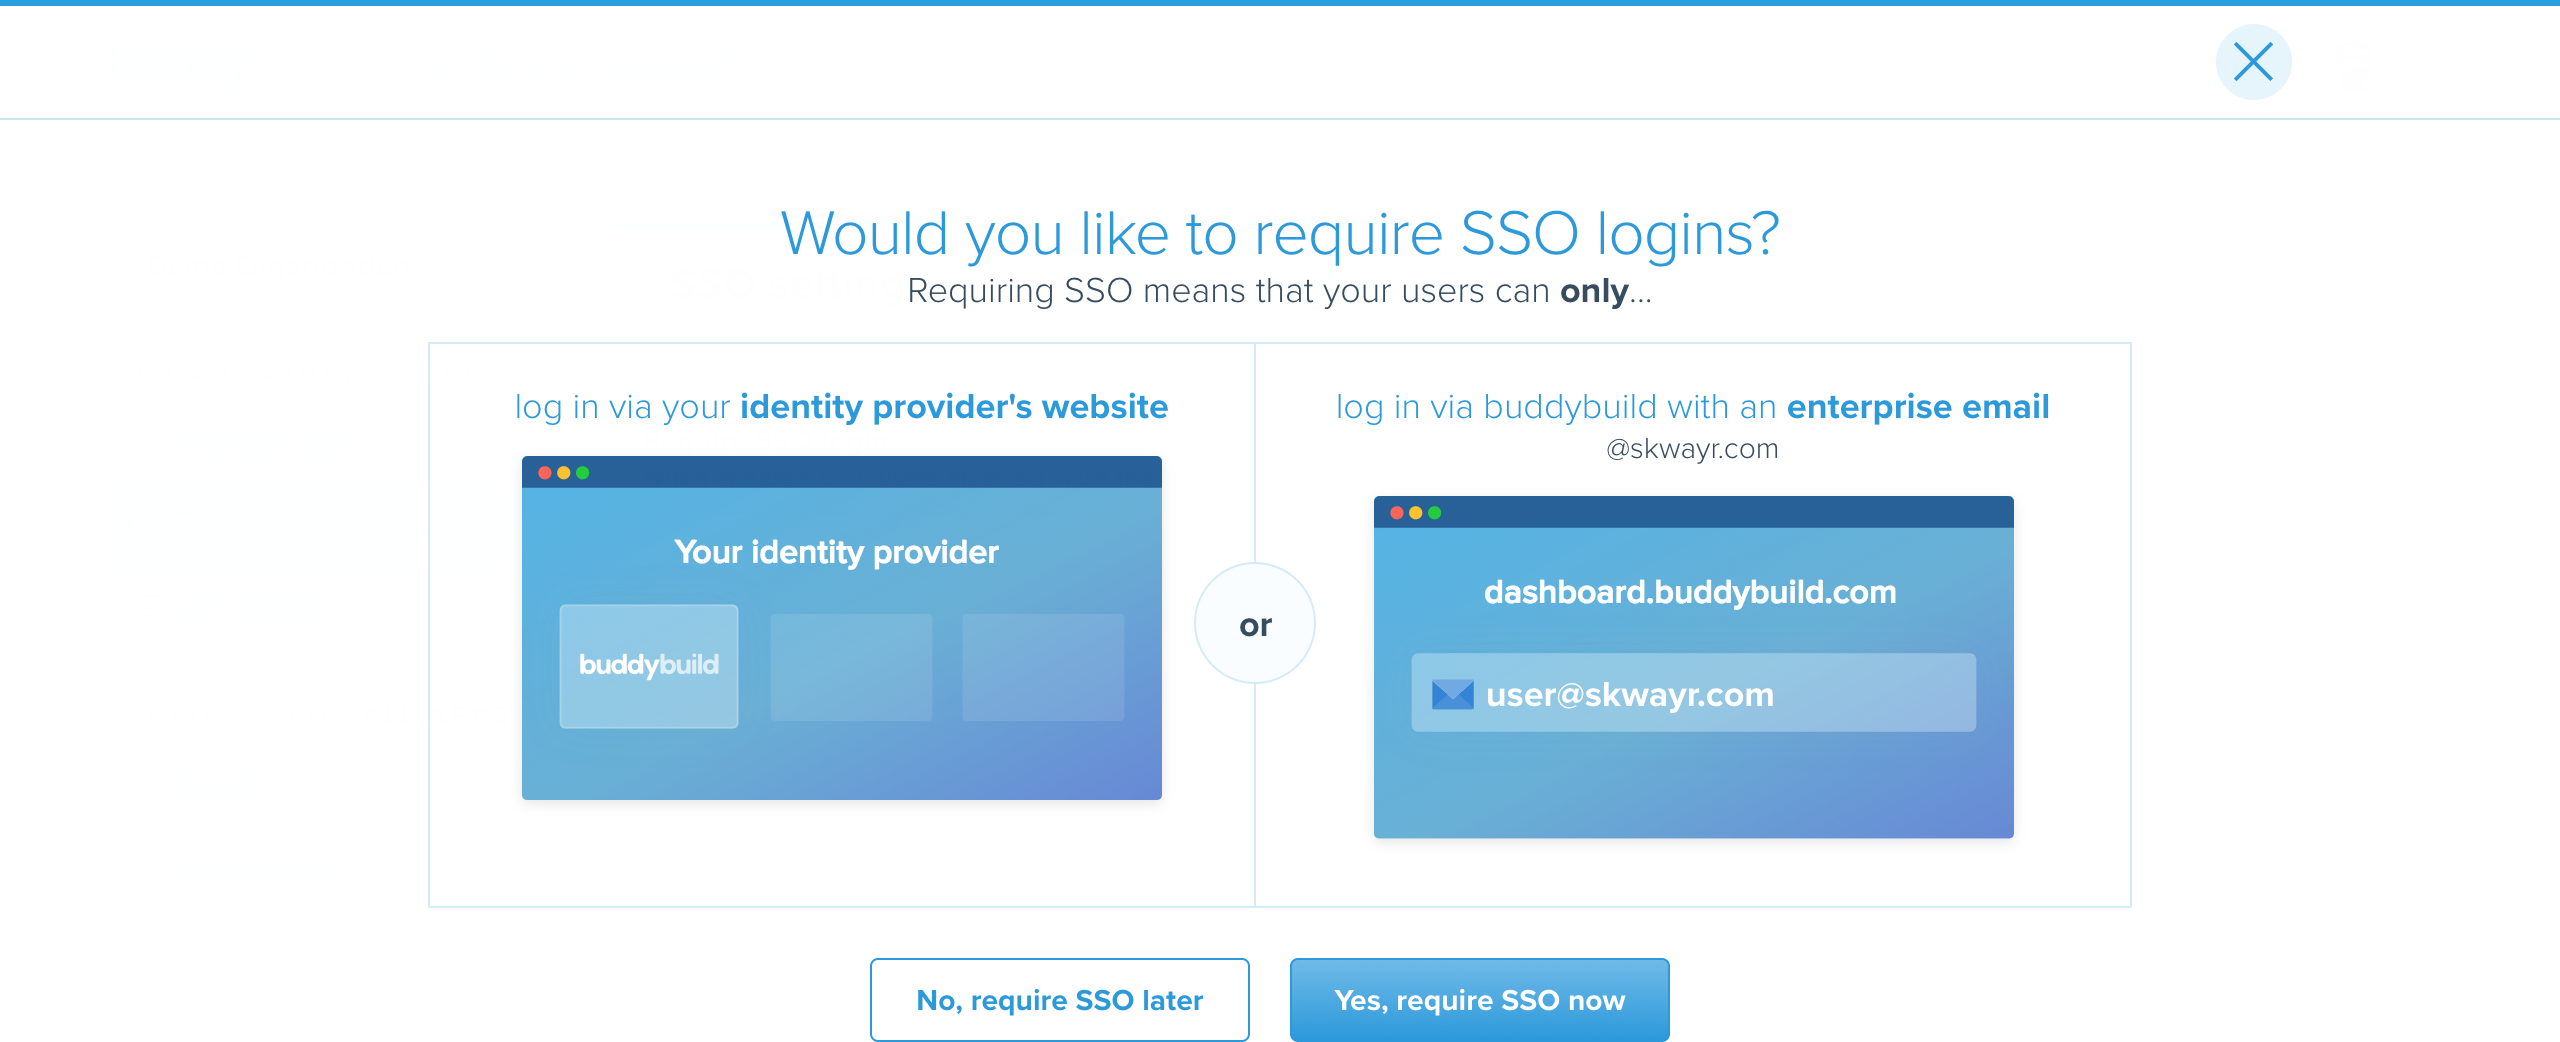 Would you like to require SSO logins?
Requiring SSO means that your users can only...
log in via your identity provider's website
Your identity provider
buddybuild
or
log in via buddybuild with an enterprise email
@skwayr.com
dashboard.buddybuild.com
user@skwayr.com
No, require SSO later
Yes, require SSO now